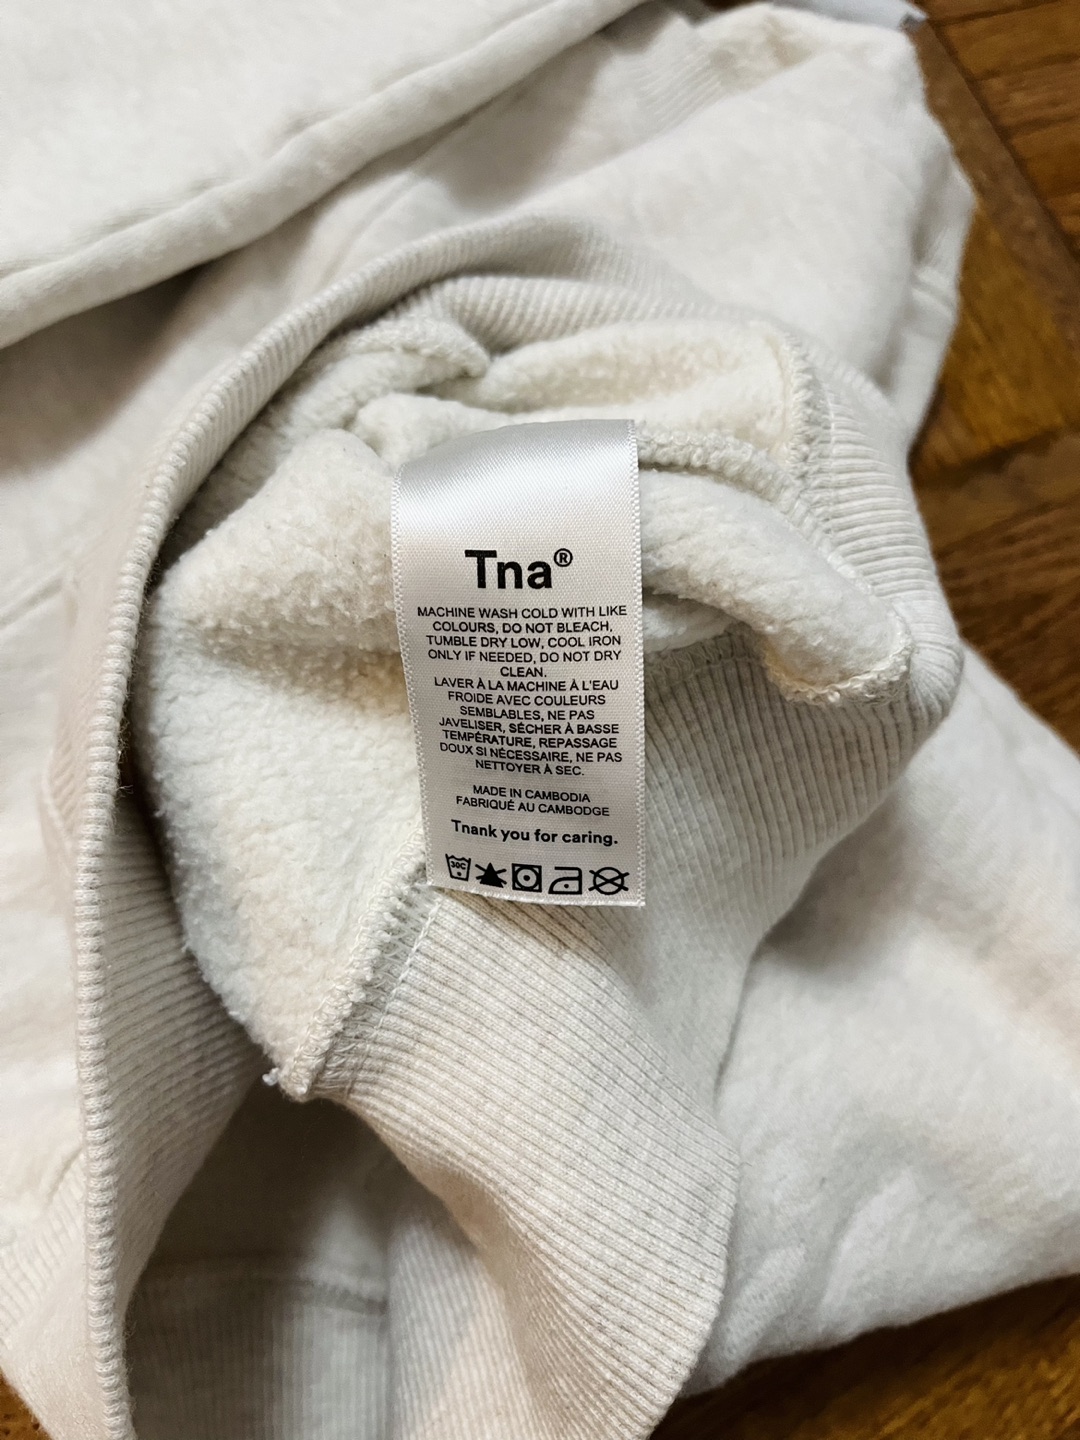 Tna®
MACHINE WASH COLD WITH LIKE
COLOURS, DO NOT BLEACH,
TUMBLE DRY LOW, COOL IRON
ONLY IF NEEDED, DO NOT DRY
CLEAN.
LAVER À LA MACHINE À L'EAU
FROIDE AVEC COULEURS
SEMBLABLES, NE PAS
JAVELISER, SÉCHER À BASSE
TEMPÉRATURE, REPASSAGE
DOUX SI NÉCESSAIRE, NE PAS
NETTOYER À SEC.
MADE IN CAMBODIA
FABRIQUÉ AU CAMBODGE
Tnank you for caring.
30C